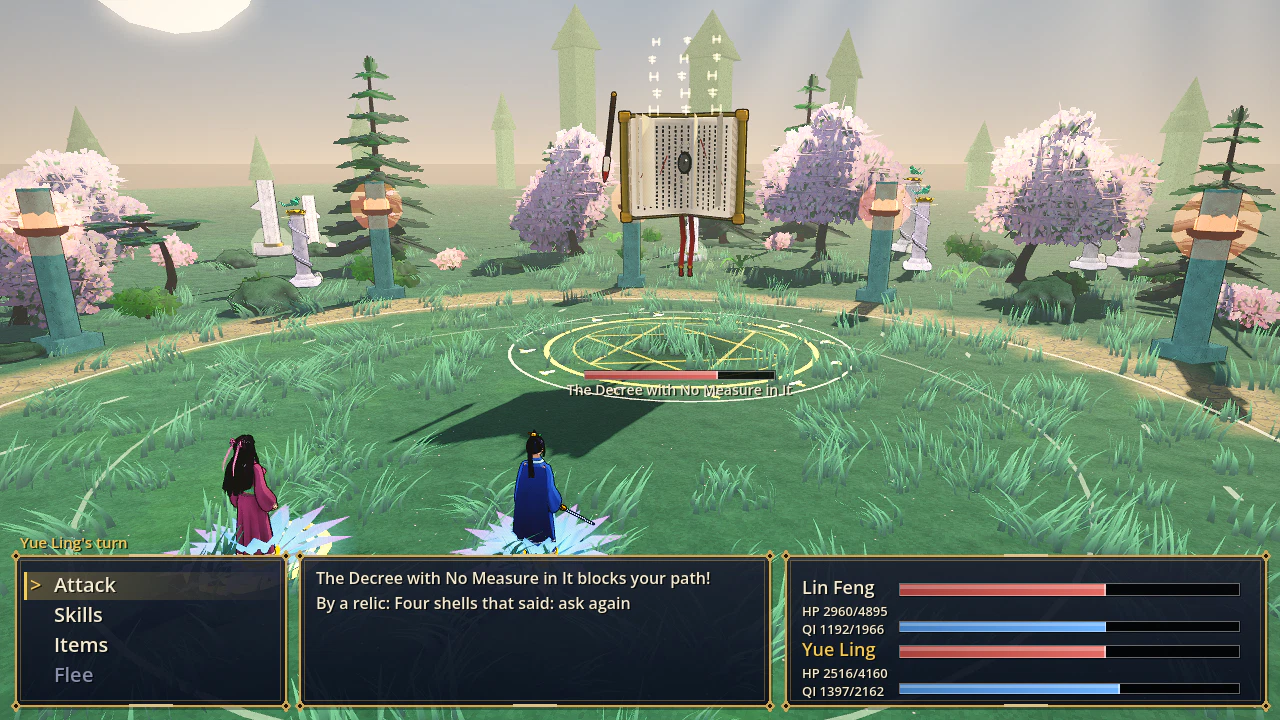 The Decree with No Measure in It
Yue Ling's turn
> Attack
Skills
Items
Flee
The Decree with No Measure in It blocks your path!
By a relic: Four shells that said: ask again
Lin Feng
HP 2960/4895
QI 1192/1966
Yue Ling
HP 2516/4160
QI 1397/2162